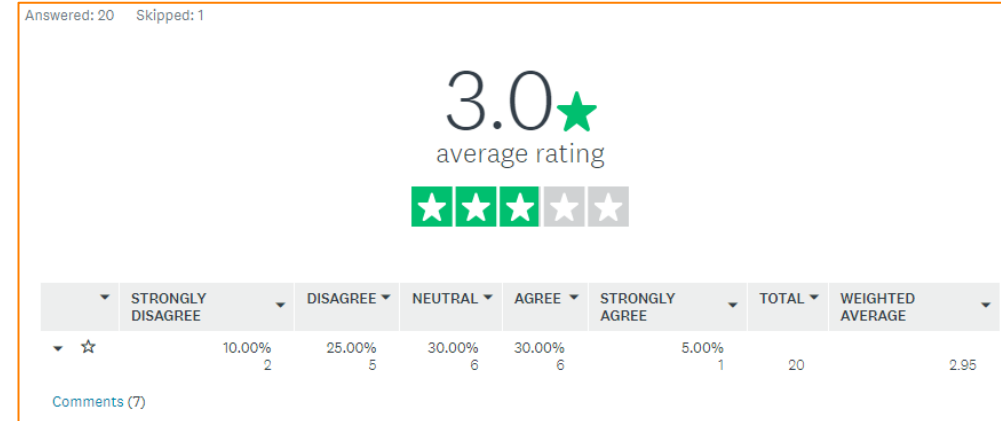 Answered: 20 Skipped: 1
3.0
average rating
STRONGLY DISAGREE DISAGREE NEUTRAL AGREE STRONGLY AGREE TOTAL WEIGHTED AVERAGE
10.00% 25.00% 30.00% 30.00% 5.00%
2 5 6 6 1 20 2.95
Comments (7)